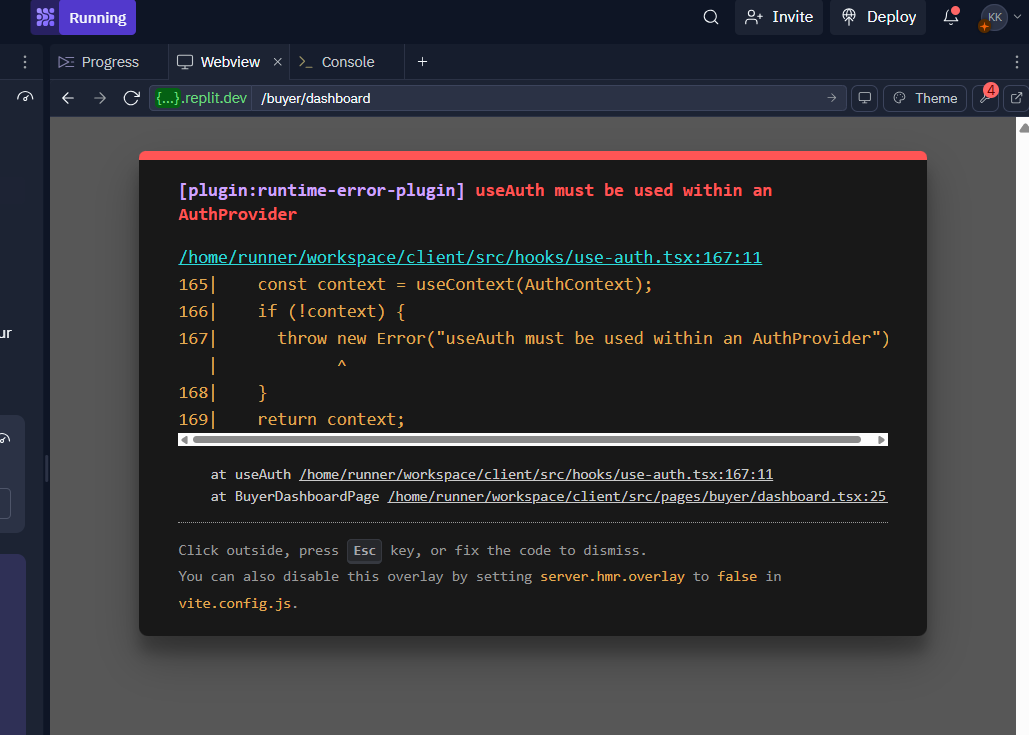 Running
Invite
Deploy
KK
Progress
Webview
Console
{...}.replit.dev /buyer/dashboard
Theme
4
ur
[plugin:runtime-error-plugin] useAuth must be used within an
AuthProvider
/home/runner/workspace/client/src/hooks/use-auth.tsx:167:11
165| const context = useContext(AuthContext);
166| if (!context) {
167| throw new Error("useAuth must be used within an AuthProvider")
| ^
168| }
169| return context;
at useAuth /home/runner/workspace/client/src/hooks/use-auth.tsx:167:11
at BuyerDashboardPage /home/runner/workspace/client/src/pages/buyer/dashboard.tsx:25
Click outside, press Esc key, or fix the code to dismiss.
You can also disable this overlay by setting server.hmr.overlay to false in
vite.config.js.